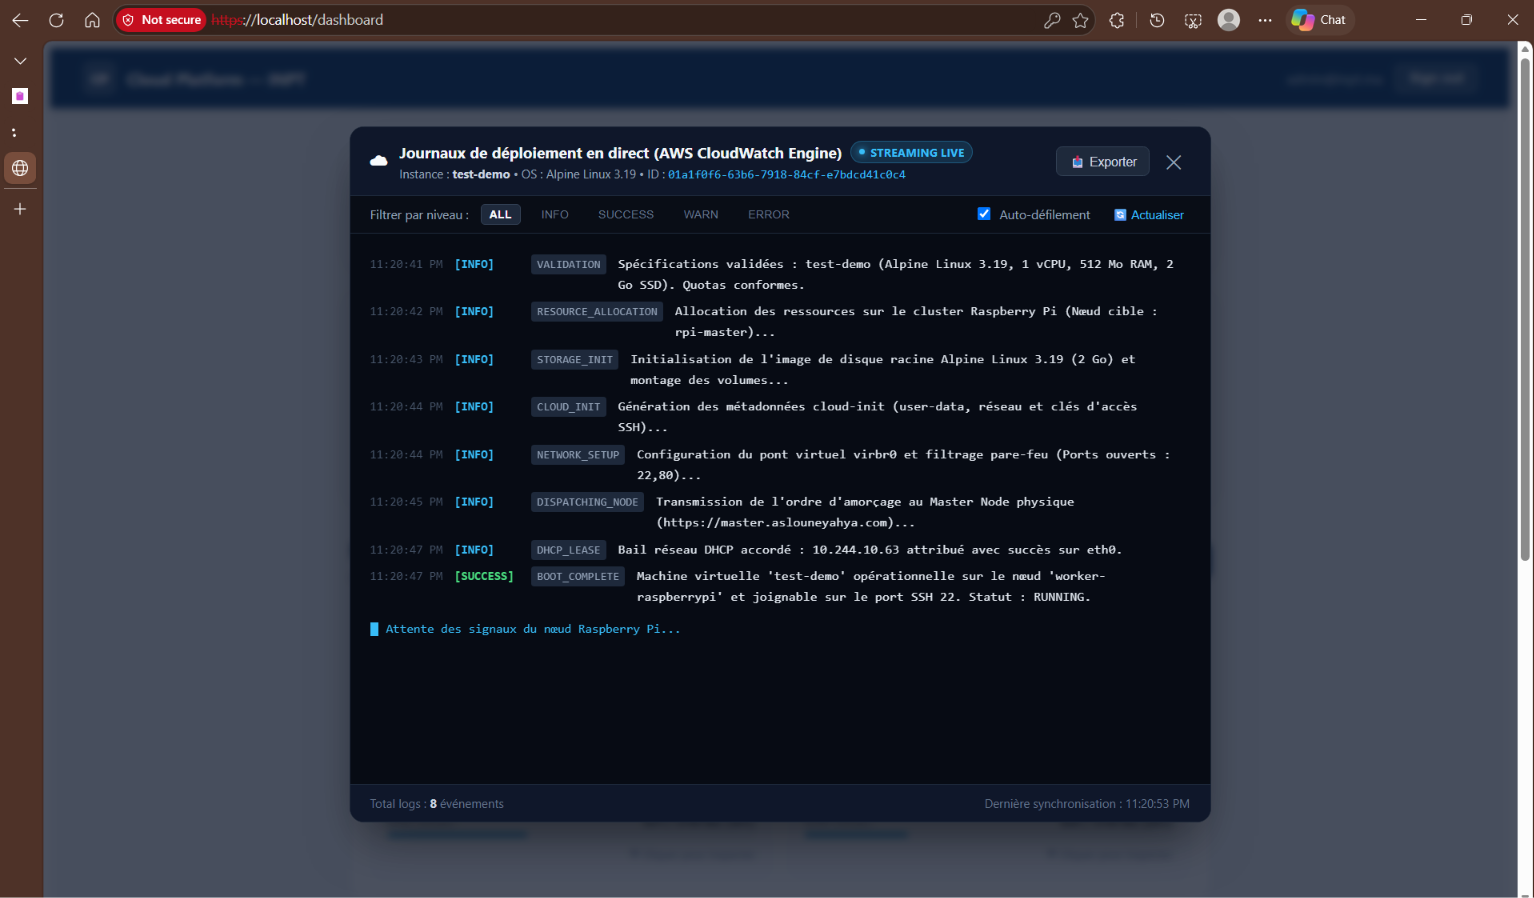 Not secure https://localhost/dashboard Chat
Cloud Platform — INPT
Journaux de déploiement en direct (AWS CloudWatch Engine) STREAMING LIVE
Exporter
Instance : test-demo • OS : Alpine Linux 3.19 • ID : 01a1f0f6-63b6-7918-84cf-e7bdcd41c0c4
Filtrer par niveau : ALL INFO SUCCESS WARN ERROR Auto-défilement Actualiser
11:20:41 PM [INFO] VALIDATION Spécifications validées : test-demo (Alpine Linux 3.19, 1 vCPU, 512 Mo RAM, 2
Go SSD). Quotas conformes.
11:20:42 PM [INFO] RESOURCE_ALLOCATION Allocation des ressources sur le cluster Raspberry Pi (Nœud cible :
rpi-master)...
11:20:43 PM [INFO] STORAGE_INIT Initialisation de l'image de disque racine Alpine Linux 3.19 (2 Go) et
montage des volumes...
11:20:44 PM [INFO] CLOUD_INIT Génération des métadonnées cloud-init (user-data, réseau et clés d'accès
SSH)...
11:20:44 PM [INFO] NETWORK_SETUP Configuration du pont virtuel virbr0 et filtrage pare-feu (Ports ouverts :
22,80)...
11:20:45 PM [INFO] DISPATCHING_NODE Transmission de l'ordre d'amorçage au Master Node physique
(https://master.aslouneyahya.com)...
11:20:47 PM [INFO] DHCP_LEASE Bail réseau DHCP accordé : 10.244.10.63 attribué avec succès sur eth0.
11:20:47 PM [SUCCESS] BOOT_COMPLETE Machine virtuelle 'test-demo' opérationnelle sur le nœud 'worker-
raspberrypi' et joignable sur le port SSH 22. Statut : RUNNING.
Attente des signaux du nœud Raspberry Pi...
Total logs : 8 événements
Dernière synchronisation : 11:20:53 PM